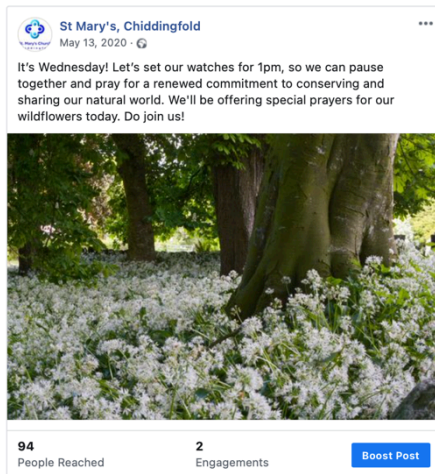 St Mary's, Chiddingfold
May 13, 2020 ·
It's Wednesday! Let's set our watches for 1pm, so we can pause
together and pray for a renewed commitment to conserving and
sharing our natural world. We'll be offering special prayers for our
wildflowers today. Do join us!
94
People Reached
2
Engagements
Boost Post